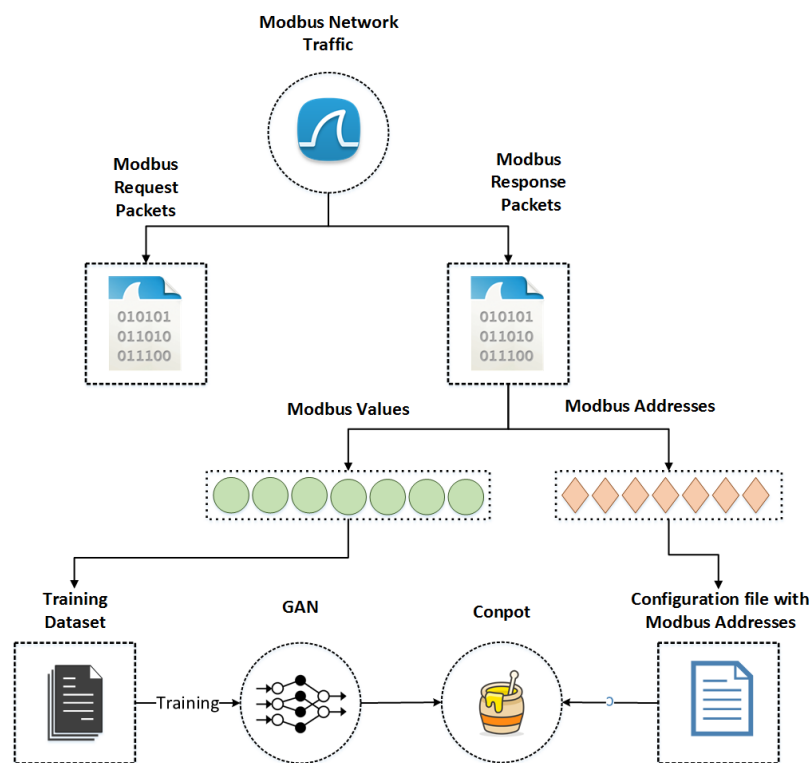 Modbus Network
Traffic
Modbus
Request
Packets
Modbus
Response
Packets
010101
011010
011100
010101
011010
011100
Modbus Values
Modbus Addresses
Training
Dataset
GAN
Conpot
Configuration file with
Modbus Addresses
Training